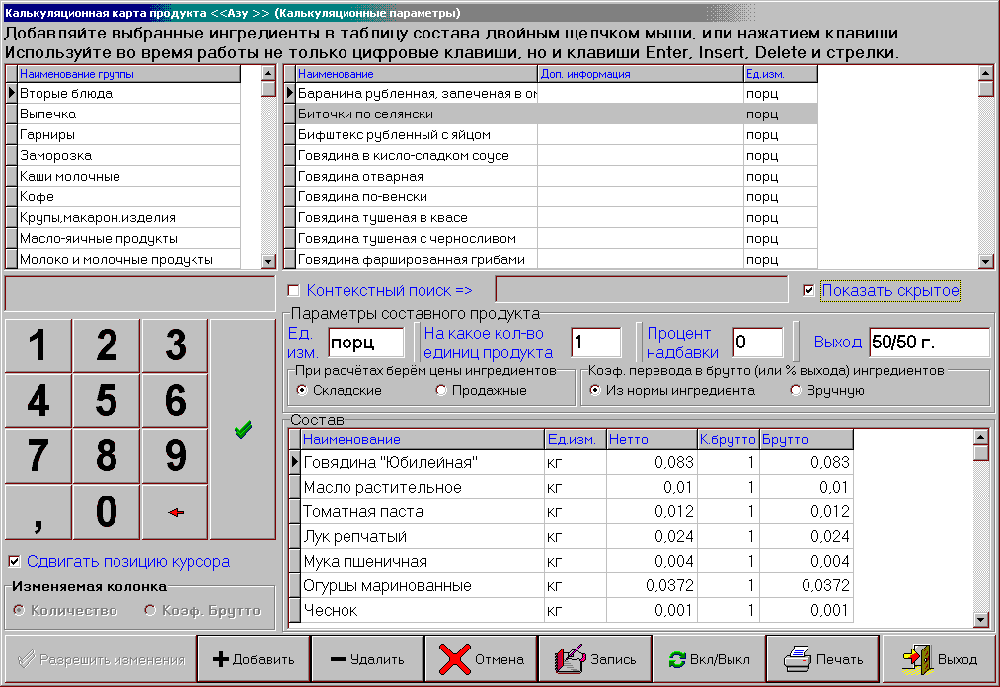 Калькуляционная карта продукта <<Азу >> (Калькуляционные параметры)
Добавляйте выбранные ингредиенты в таблицу состава двойным щелчком мыши, или нажатием клавиши.
Используйте во время работы не только цифровые клавиши, но и клавиши Enter, Insert, Delete и стрелки.
Наименование группы
Вторые блюда
Выпечка
Гарниры
Заморозка
Каши молочные
Кофе
Крупы,макарон.изделия
Масло-яичные продукты
Молоко и молочные продукты
Наименование Доп. информация Ед.изм.
Баранина рубленная, запеченая в ом порц
Биточки по селянски порц
Бифштекс рубленный с яйцом порц
Говядина в кисло-сладком соусе порц
Говядина отварная порц
Говядина по-венски порц
Говядина тушеная в квасе порц
Говядина тушеная с черносливом порц
Говядина фаршированная грибами порц
Контекстный поиск => Показать скрытое
1 2 3
4 5 6
7 8 9
, 0
Сдвигать позицию курсора
Изменяемая колонка
Количество Коэф. Брутто
Параметры составного продукта
Ед. изм. порц
На какое кол-во
единиц продукта 1
Процент
надбавки 0
Выход 50/50 г.
При расчётах берём цены ингредиентов
Складские Продажные
Коэф. перевода в брутто (или % выхода) ингредиентов
Из нормы ингредиента Вручную
Состав
Наименование Ед.изм. Нетто К.брутто Брутто
Говядина "Юбилейная" кг 0,083 1 0,083
Масло растительное кг 0,01 1 0,01
Томатная паста кг 0,012 1 0,012
Лук репчатый кг 0,024 1 0,024
Мука пшеничная кг 0,004 1 0,004
Огурцы маринованные кг 0,0372 1 0,0372
Чеснок кг 0,001 1 0,001
Разрешить изменения Добавить Удалить Отмена Запись Вкл/Выкл Печать Выход